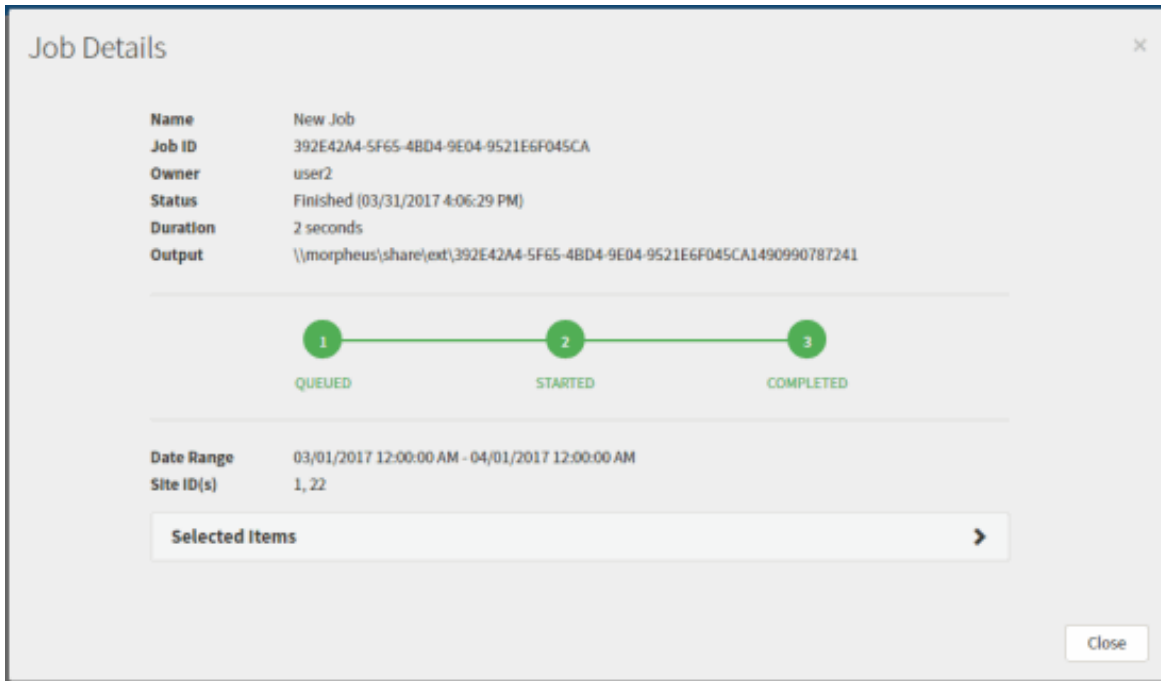 Job Details
×
Name New Job
Job ID 392E42A4-5F65-4BD4-9E04-9521E6F045CA
Owner user2
Status Finished (03/31/2017 4:06:29 PM)
Duration 2 seconds
Output \\morpheus\share\ext\392E42A4-5F65-4BD4-9E04-9521E6F045CA1490990787241
1 2 3
QUEUED STARTED COMPLETED
Date Range 03/01/2017 12:00:00 AM - 04/01/2017 12:00:00 AM
Site ID(s) 1, 22
Selected Items
Close